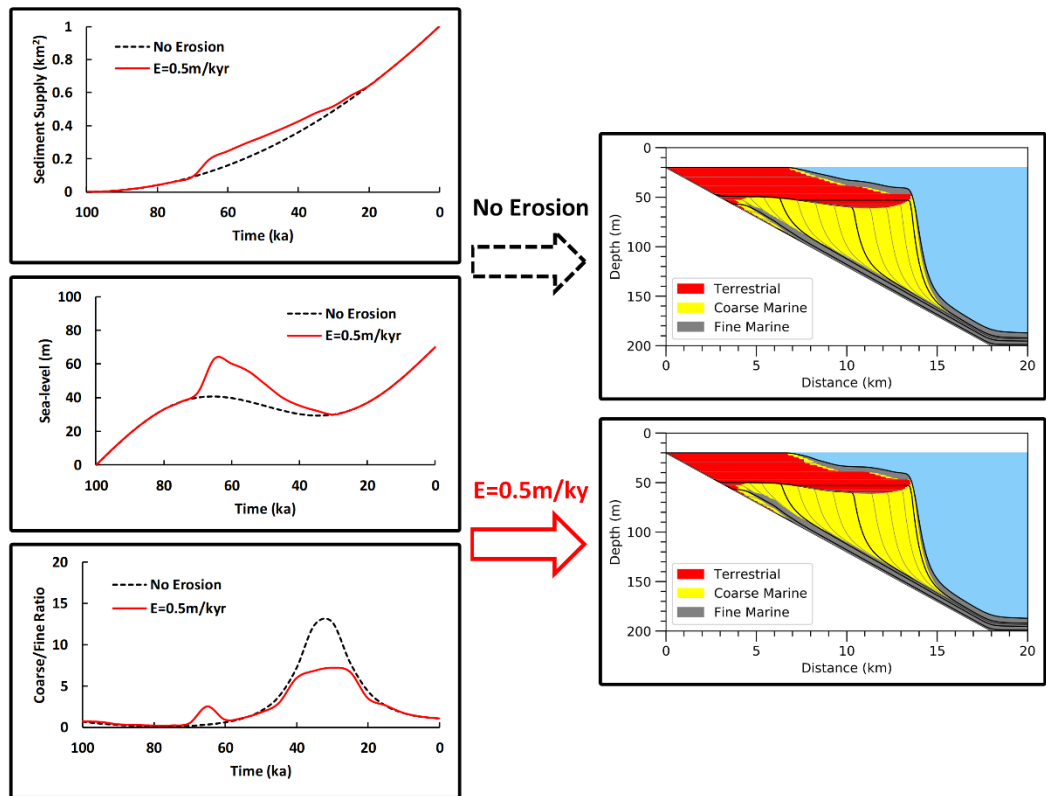 1
0.8
0.6
0.4
0.2
0
Sediment Supply (km²)
No Erosion
E=0.5m/kyr
100 80 60 40 20 0
Time (ka)
100
80
60
40
20
0
Sea-level (m)
No Erosion
E=0.5m/kyr
100 80 60 40 20 0
Time (ka)
20
15
10
5
0
Coarse/Fine Ratio
No Erosion
E=0.5m/kyr
100 80 60 40 20 0
Time (ka)
No Erosion
E=0.5m/ky
0
50
100
150
200
Depth (m)
Terrestrial
Coarse Marine
Fine Marine
0 5 10 15 20
Distance (km)
0
50
100
150
200
Depth (m)
Terrestrial
Coarse Marine
Fine Marine
0 5 10 15 20
Distance (km)